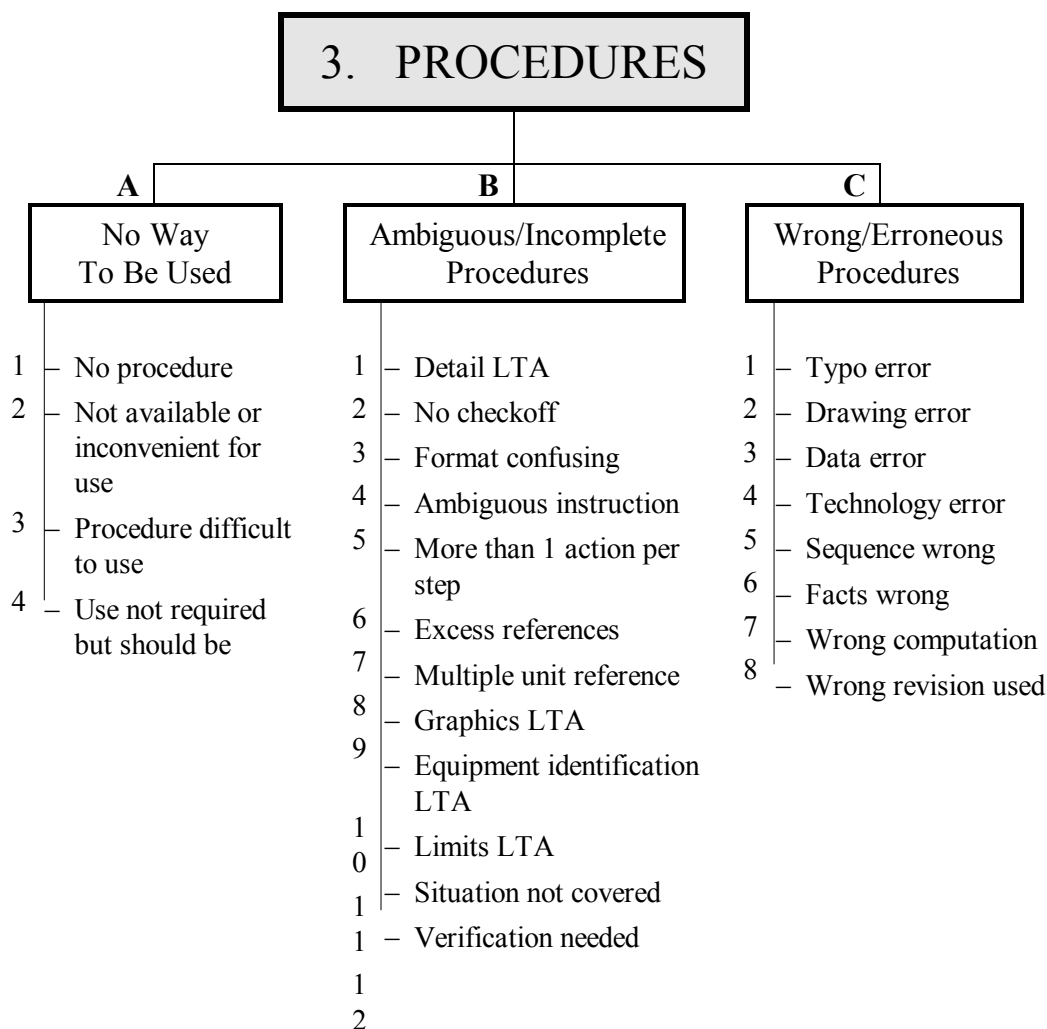 3. PROCEDURES
A
No Way
To Be Used
1 – No procedure
2 – Not available or
inconvenient for
use
3 – Procedure difficult
to use
4 – Use not required
but should be
B
Ambiguous/Incomplete
Procedures
1 – Detail LTA
2 – No checkoff
3 – Format confusing
4 – Ambiguous instruction
5 – More than 1 action per
step
6 – Excess references
7 – Multiple unit reference
8 – Graphics LTA
9 – Equipment identification
LTA
10 – Limits LTA
11 – Situation not covered
12 – Verification needed
C
Wrong/Erroneous
Procedures
1 – Typo error
2 – Drawing error
3 – Data error
4 – Technology error
5 – Sequence wrong
6 – Facts wrong
7 – Wrong computation
8 – Wrong revision used